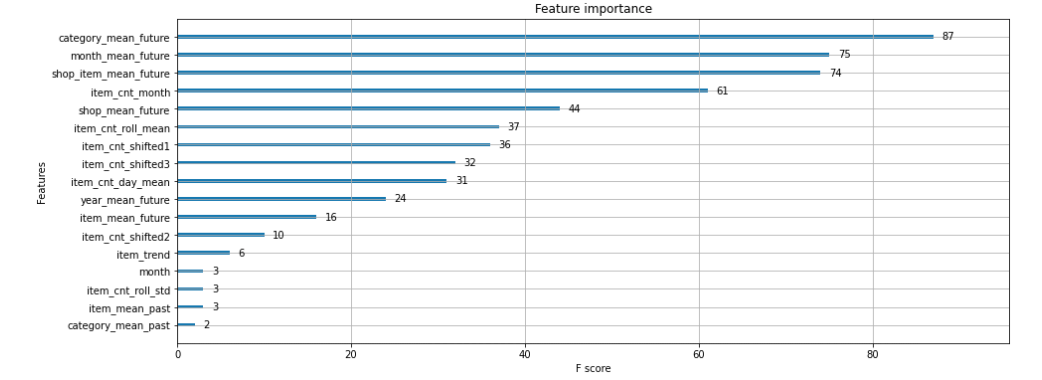 Feature importance
category_mean_future 87
month_mean_future 75
shop_item_mean_future 74
item_cnt_month 61
shop_mean_future 44
item_cnt_roll_mean 37
item_cnt_shifted1 36
item_cnt_shifted3 32
item_cnt_day_mean 31
year_mean_future 24
item_mean_future 16
item_cnt_shifted2 10
item_trend 6
month 3
item_cnt_roll_std 3
item_mean_past 3
category_mean_past 2
Features
0 20 40 60 80
F score